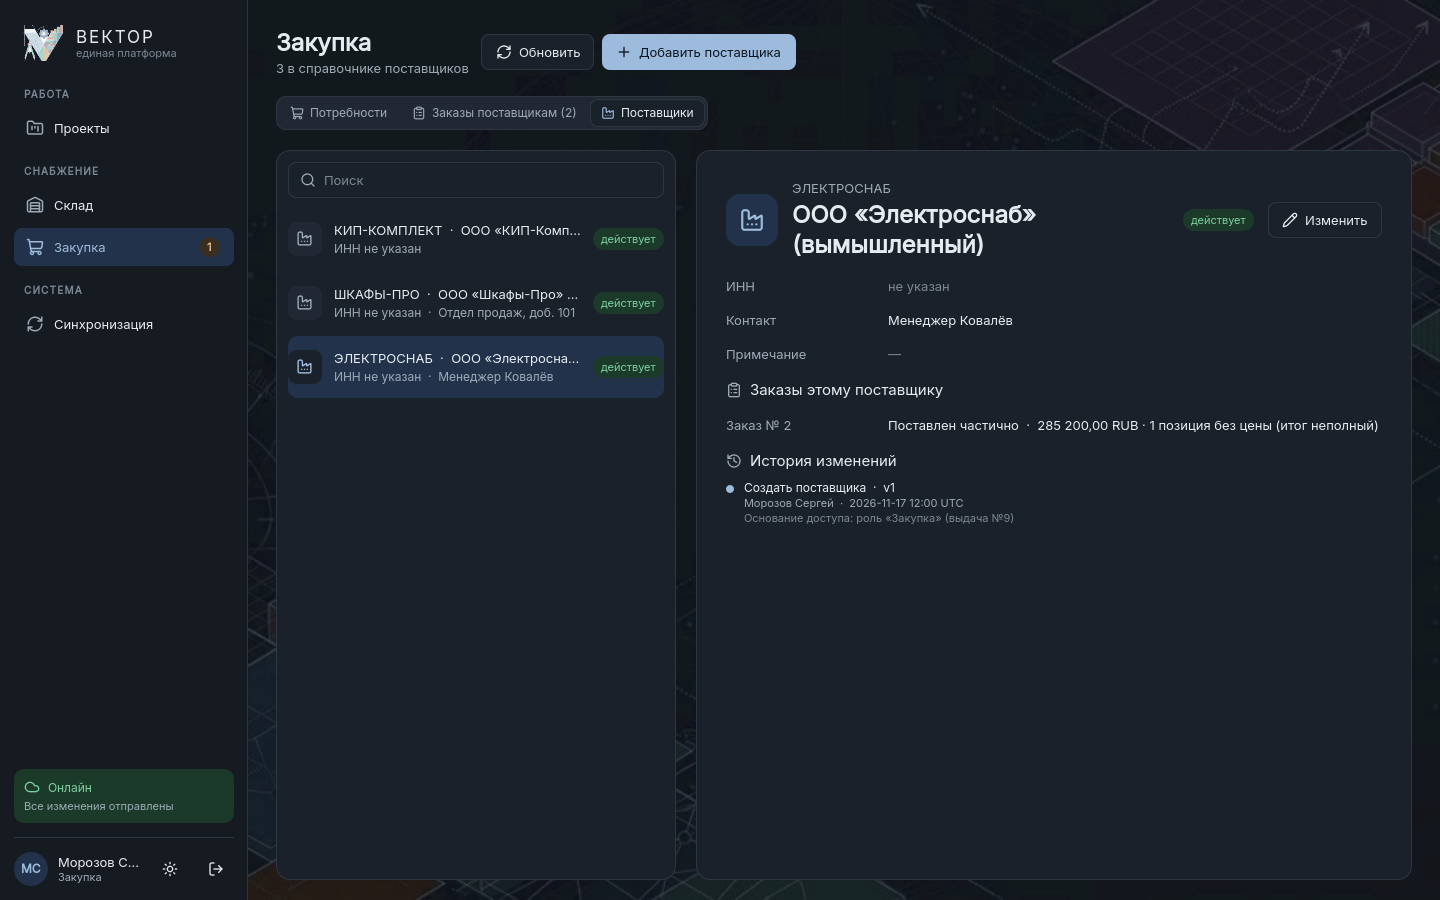 ВЕКТОР
единая платформа
РАБОТА
Проекты
СНАБЖЕНИЕ
Склад
Закупка 1
СИСТЕМА
Синхронизация
Онлайн
Все изменения отправлены
МС
Морозов С...
Закупка
Закупка
3 в справочнике поставщиков
Обновить
Добавить поставщика
Потребности
Заказы поставщикам (2)
Поставщики
Поиск
КИП-КОМПЛЕКТ · ООО «КИП-Комп... действует
ИНН не указан
ШКАФЫ-ПРО · ООО «Шкафы-Про» ... действует
ИНН не указан · Отдел продаж, доб. 101
ЭЛЕКТРОСНАБ · ООО «Электросна... действует
ИНН не указан · Менеджер Ковалёв
ЭЛЕКТРОСНАБ
ООО «Электроснаб»
(вымышленный)
действует
Изменить
ИНН не указан
Контакт Менеджер Ковалёв
Примечание —
Заказы этому поставщику
Заказ № 2 Поставлен частично · 285 200,00 RUB · 1 позиция без цены (итог неполный)
История изменений
Создать поставщика · v1
Морозов Сергей · 2026-11-17 12:00 UTC
Основание доступа: роль «Закупка» (выдача №9)